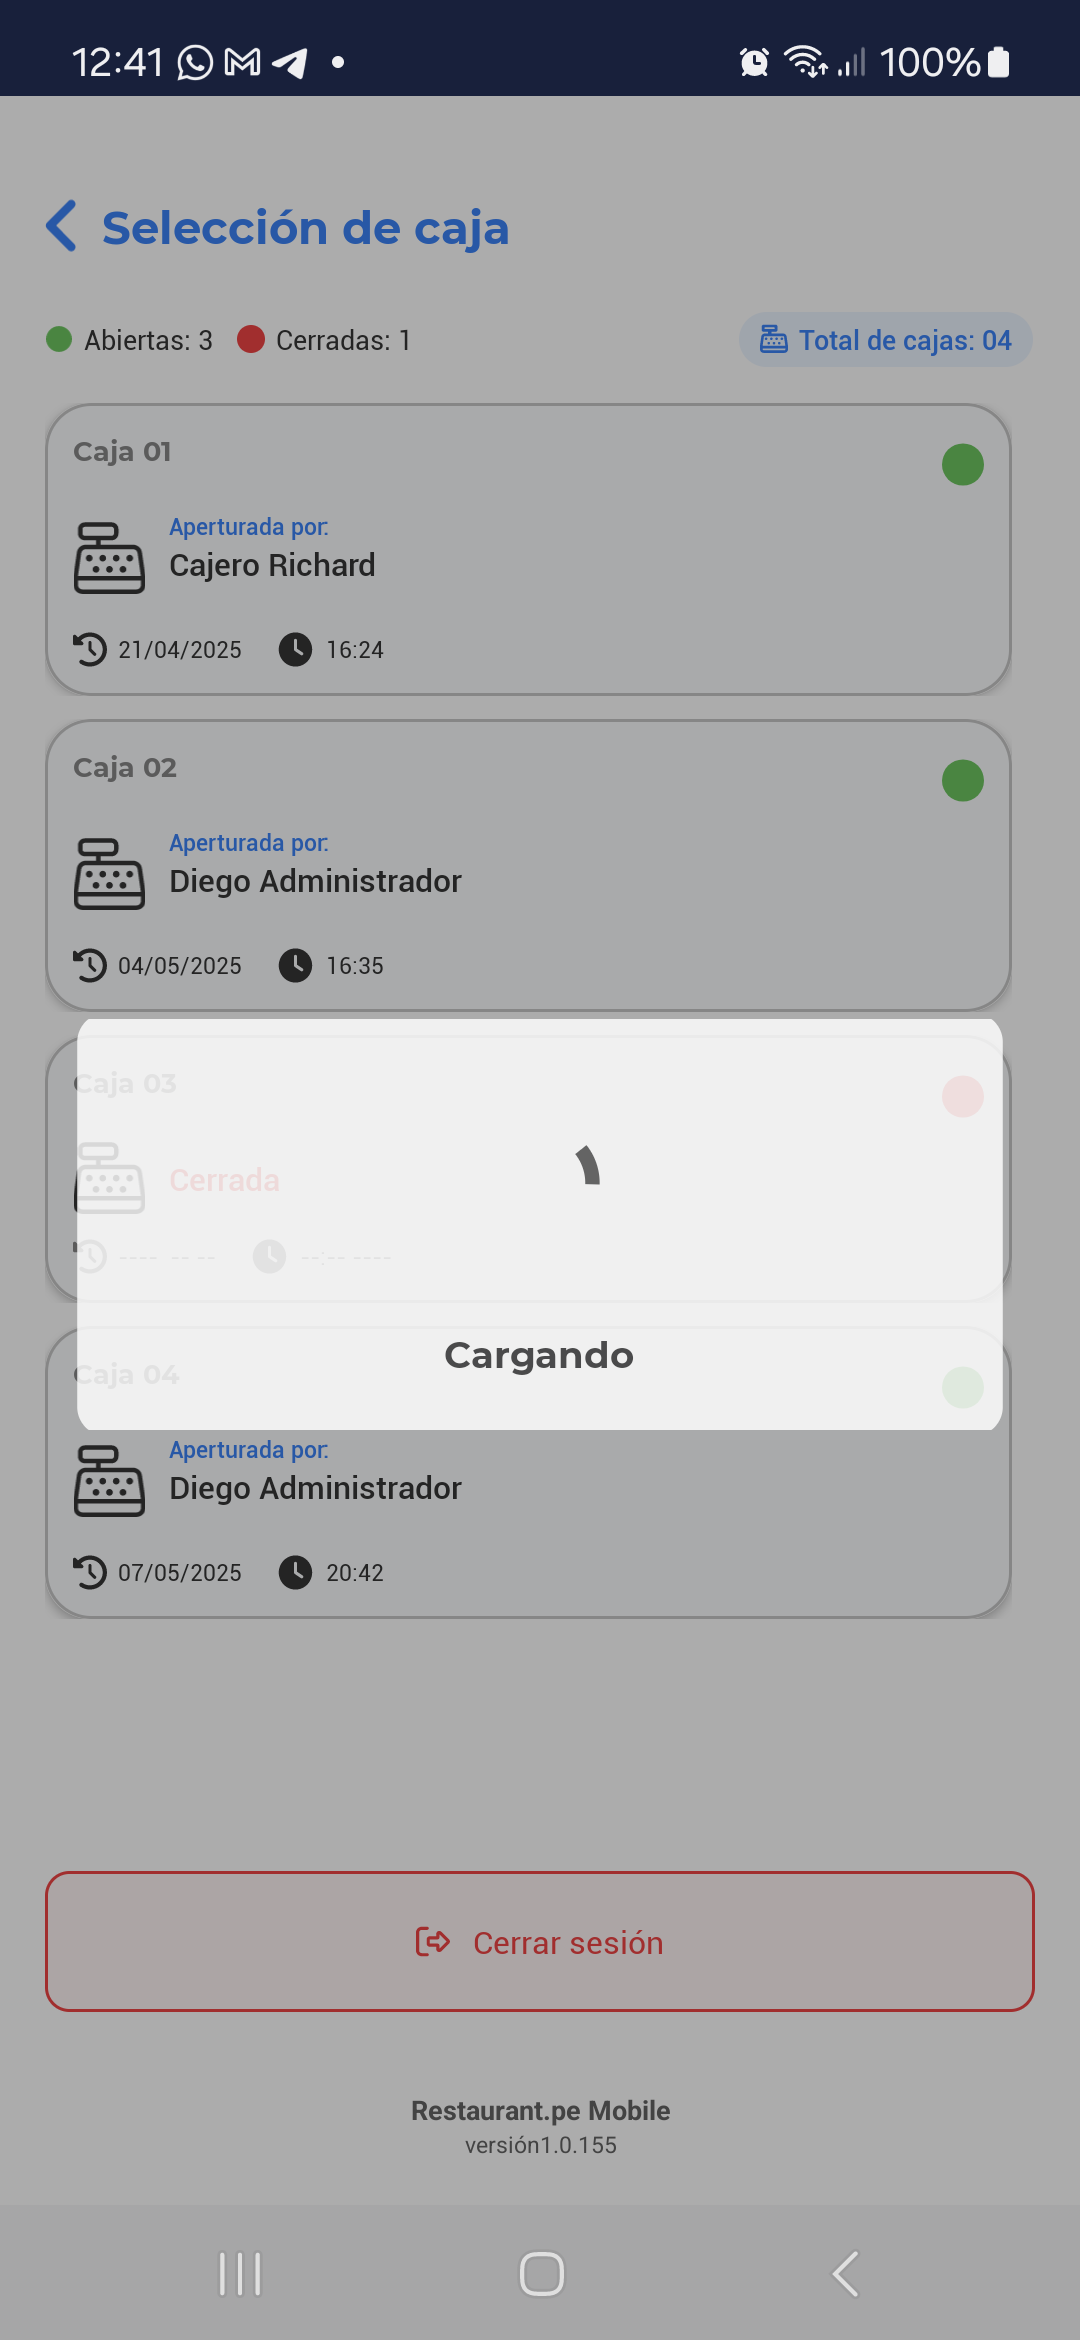 12:41 100%
Selección de caja
Abiertas: 3 Cerradas: 1 Total de cajas: 04
Caja 01
Aperturada por:
Cajero Richard
21/04/2025 16:24
Caja 02
Aperturada por:
Diego Administrador
04/05/2025 16:35
Caja 03
Cerrada
---- -- -- --:-- ----
Cargando
Caja 04
Aperturada por:
Diego Administrador
07/05/2025 20:42
Cerrar sesión
Restaurant.pe Mobile
versión1.0.155